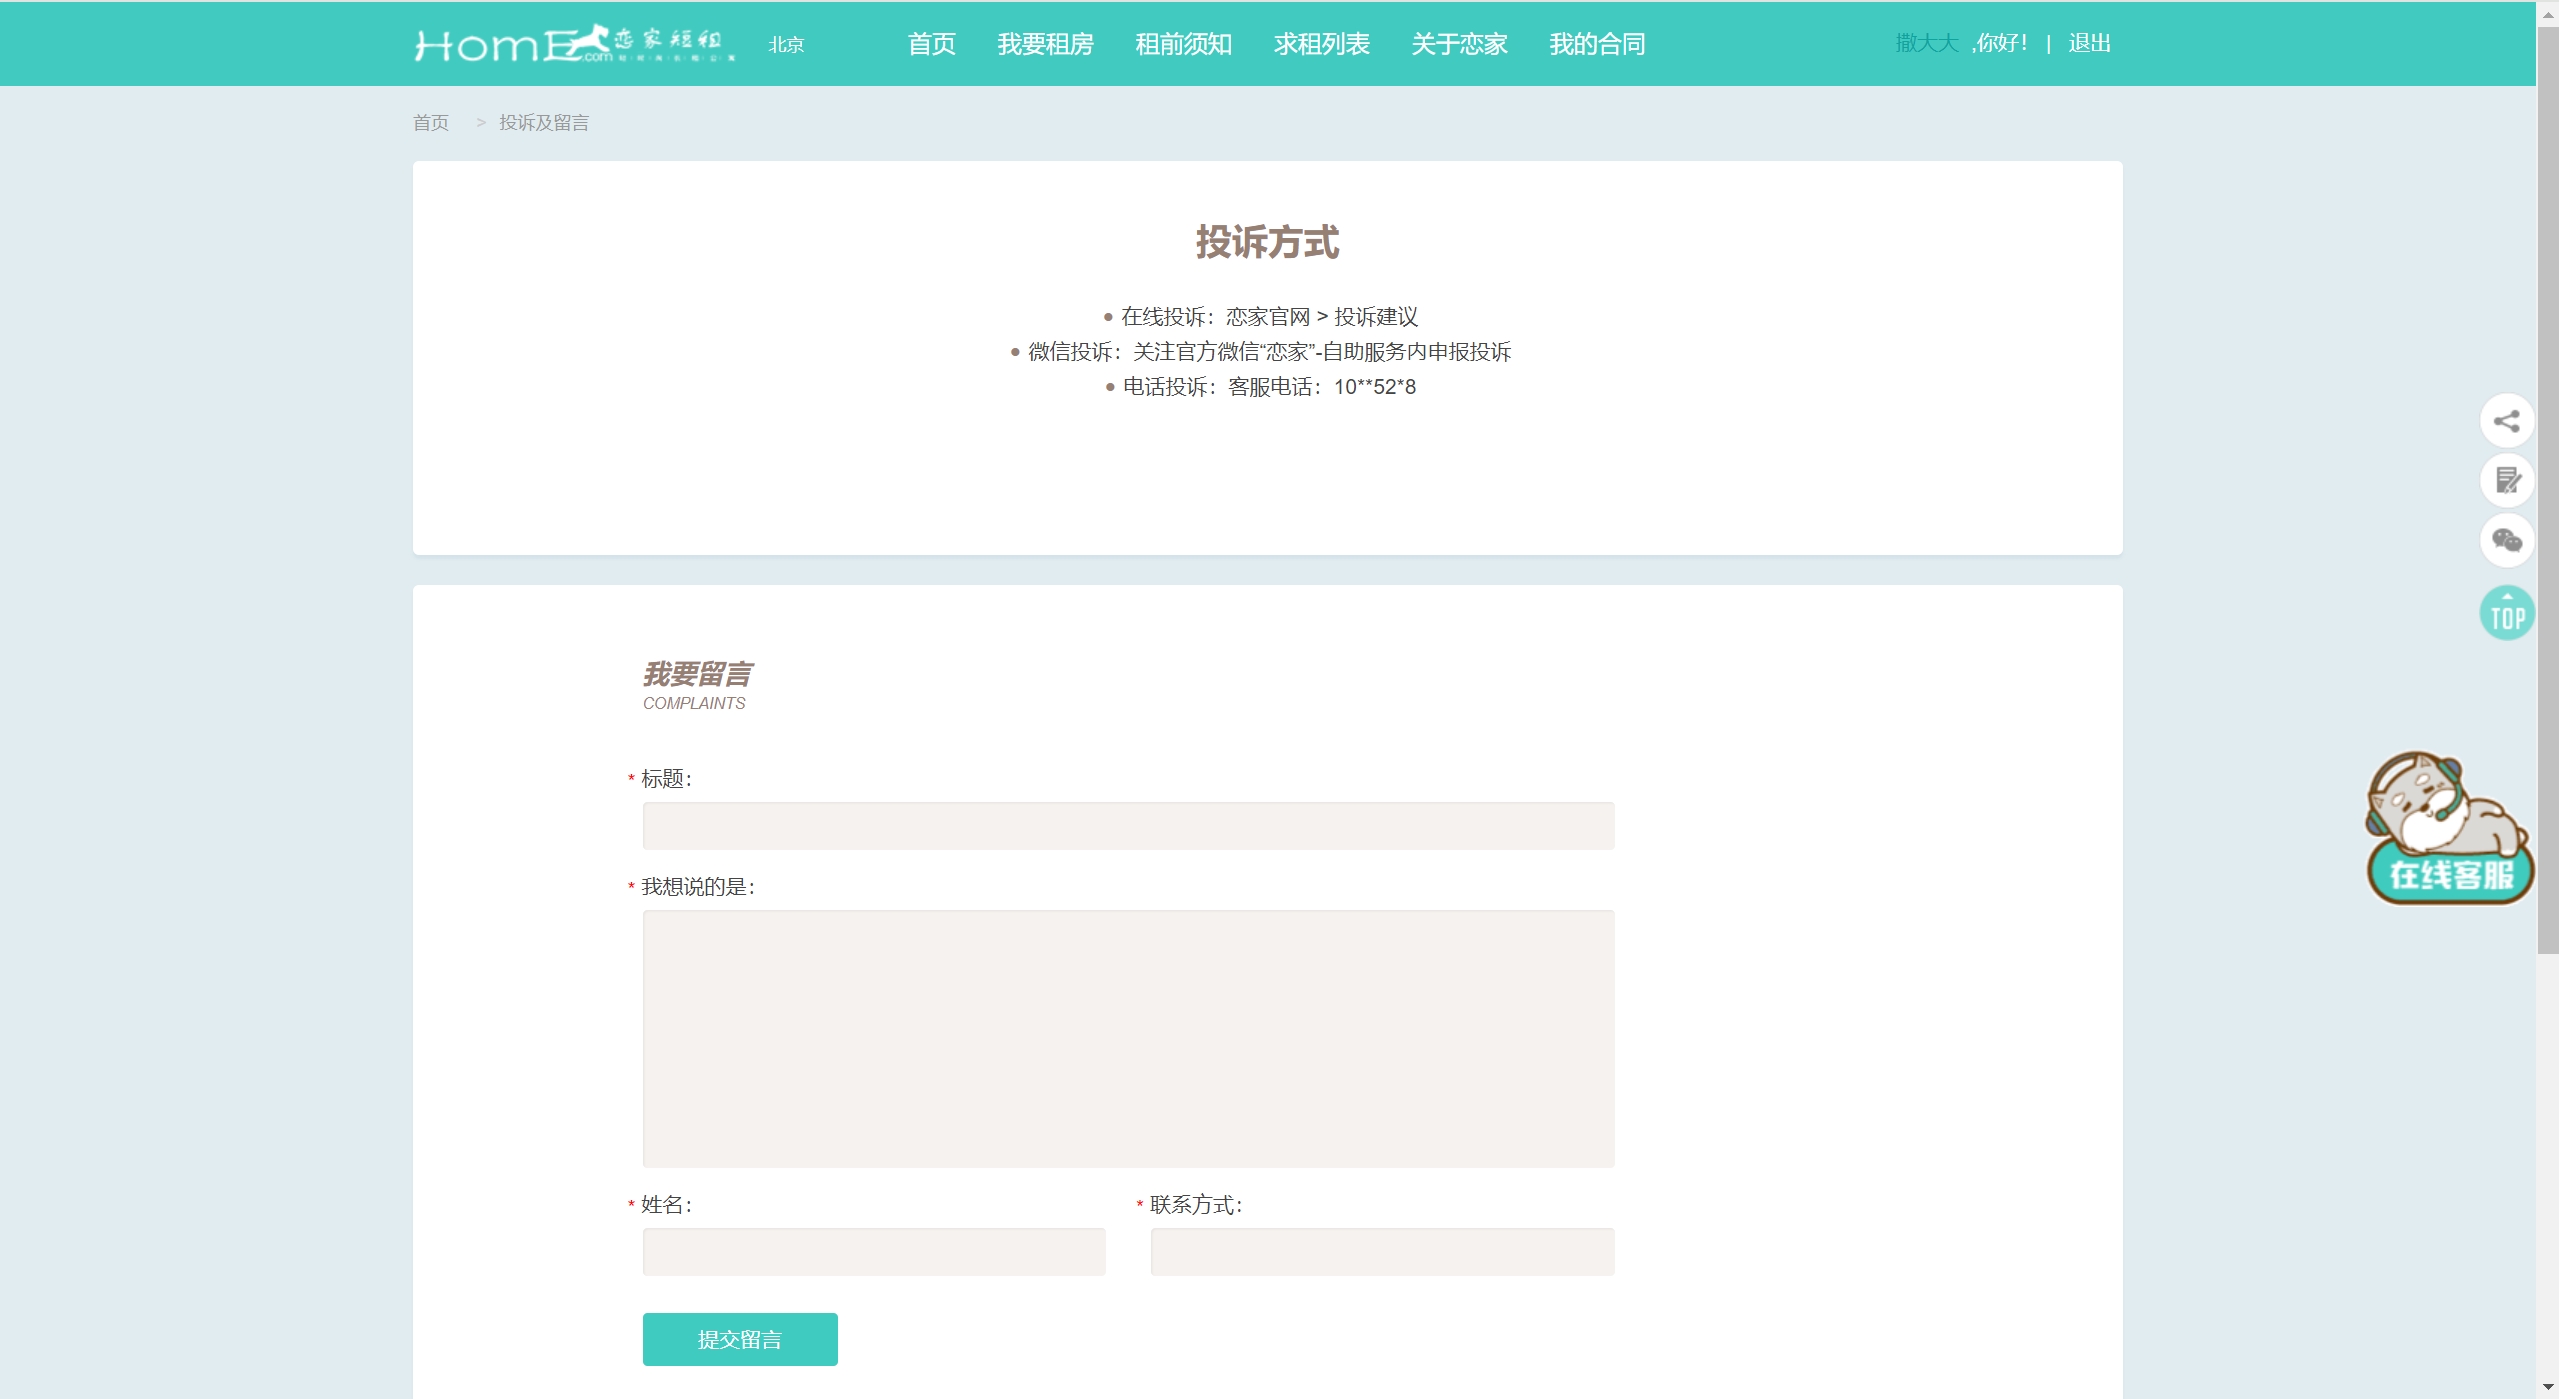 HomE.com 恋家短租
北京
首页 我要租房 租前须知 求租列表 关于恋家 我的合同
撒大大 ,你好! | 退出
首页 > 投诉及留言
投诉方式
● 在线投诉：恋家官网 > 投诉建议
● 微信投诉：关注官方微信“恋家”-自助服务内申报投诉
● 电话投诉：客服电话：10**52*8
TOP
我要留言
COMPLAINTS
在线客服
* 标题：
* 我想说的是：
* 姓名：
* 联系方式：
提交留言